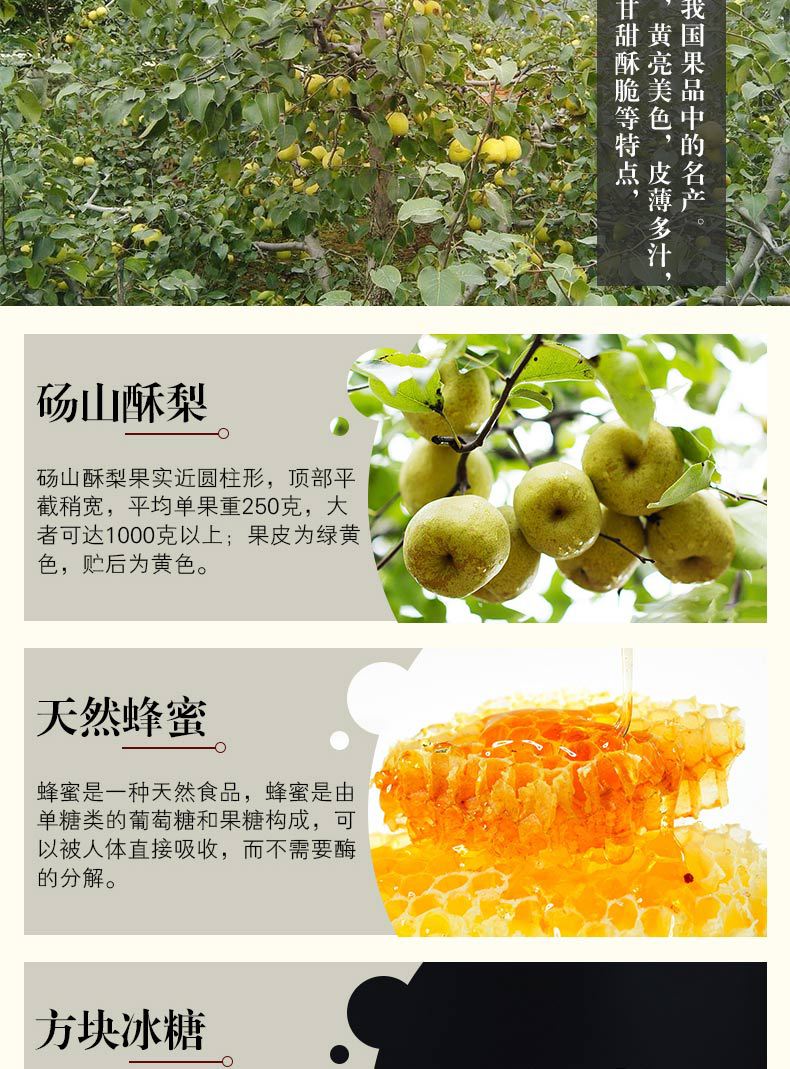 我国果品中的名产。
，黄亮美色，皮薄多汁，
甘甜酥脆等特点，
砀山酥梨
砀山酥梨果实近圆柱形，顶部平
截稍宽，平均单果重250克，大
者可达1000克以上；果皮为绿黄
色，贮后为黄色。
天然蜂蜜
蜂蜜是一种天然食品，蜂蜜是由
单糖类的葡萄糖和果糖构成，可
以被人体直接吸收，而不需要酶
的分解。
方块冰糖